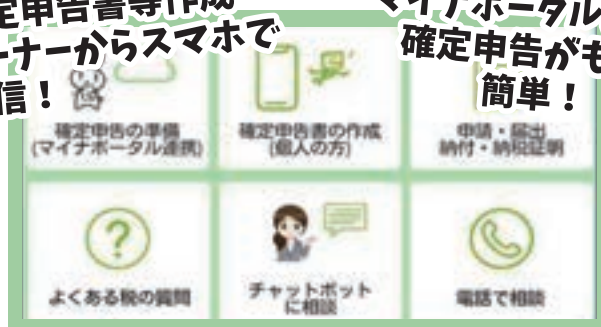 定申告書等作成
ーナーからスマホで
信！
マイナポータル
確定申告がも
簡単！
確定申告の準備
(マイナポータル連携)
確定申告書の作成
(個人の方)
申請・届出
納付・納税証明
よくある税の質問
チャットボット
に相談
電話で相談